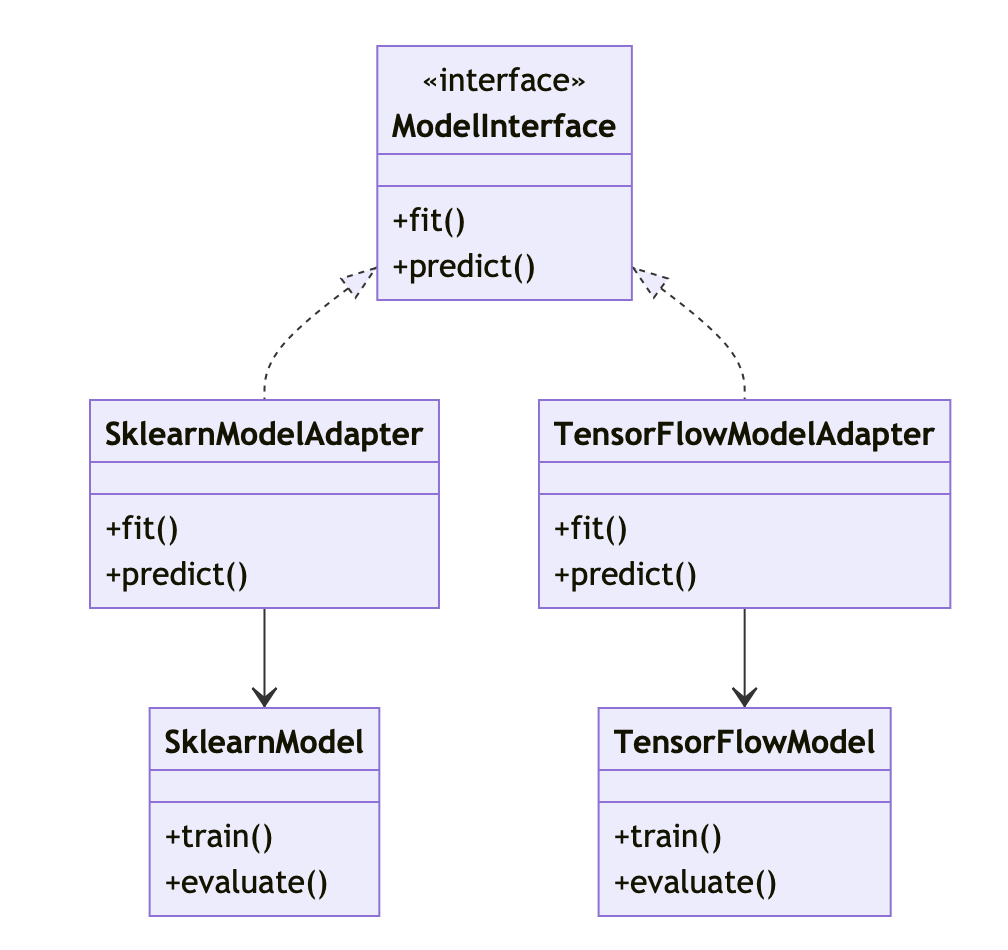 «interface»
ModelInterface
+fit()
+predict()
SklearnModelAdapter
+fit()
+predict()
TensorFlowModelAdapter
+fit()
+predict()
SklearnModel
+train()
+evaluate()
TensorFlowModel
+train()
+evaluate()